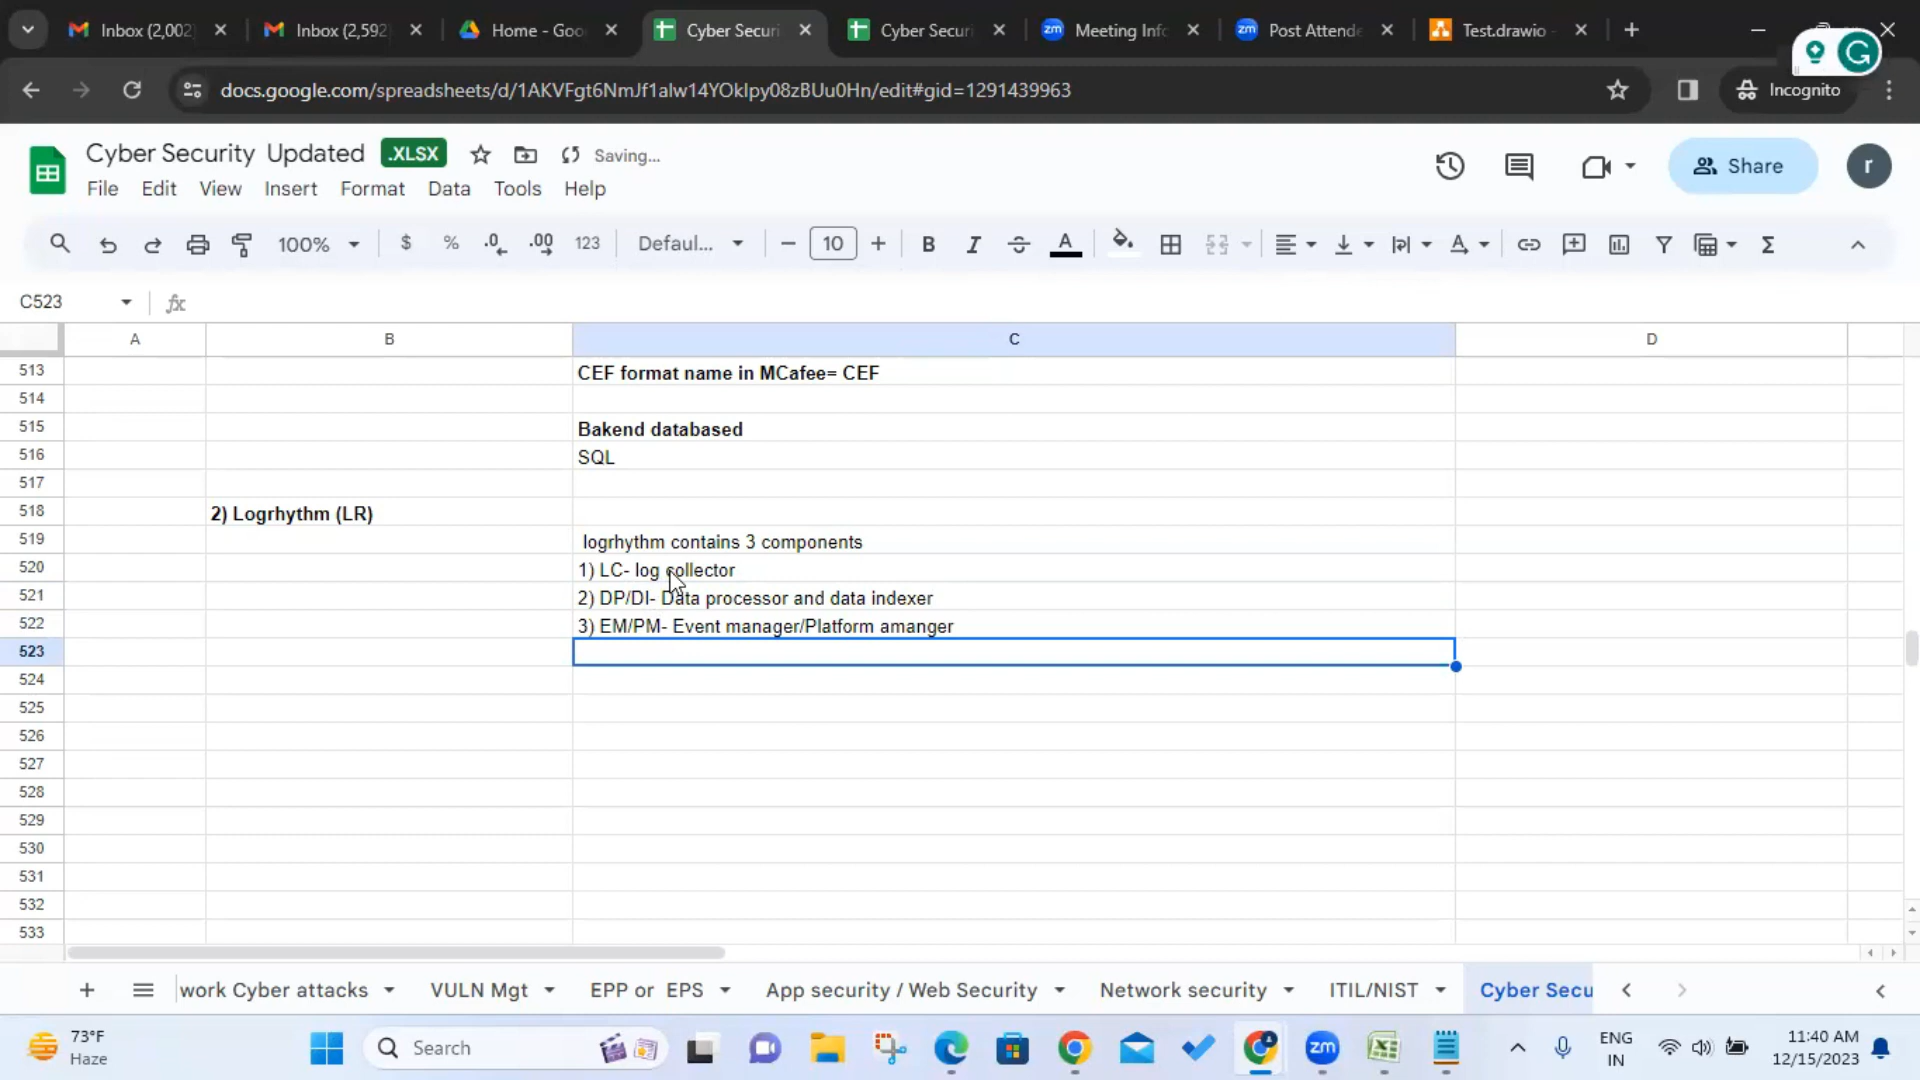 Inbox (2,002
Inbox (2,592
Home - Goo
Cyber Securi
Cyber Securi
Meeting Info
Post Attende
Test.drawio -
docs.google.com/spreadsheets/d/1AKVFgt6NmJf1alw14YOkIpy08zBUu0Hn/edit#gid=1291439963
Incognito
Cyber Security Updated .XLSX Saving...
File Edit View Insert Format Data Tools Help
Share
r
100% $ % .0 .00 123 Defaul... 10 B I S A
C523 fx
A B C D
513 CEF format name in MCafee= CEF
514
515 Bakend databased
516 SQL
517
518 2) Logrhythm (LR)
519 logrhythm contains 3 components
520 1) LC- log collector
521 2) DP/DI- Data processor and data indexer
522 3) EM/PM- Event manager/Platform amanger
523
524
525
526
527
528
529
530
531
532
533
work Cyber attacks VULN Mgt EPP or EPS App security / Web Security Network security ITIL/NIST Cyber Secu
73°F
Haze
Search
zm
ENG
IN
11:40 AM
12/15/2023